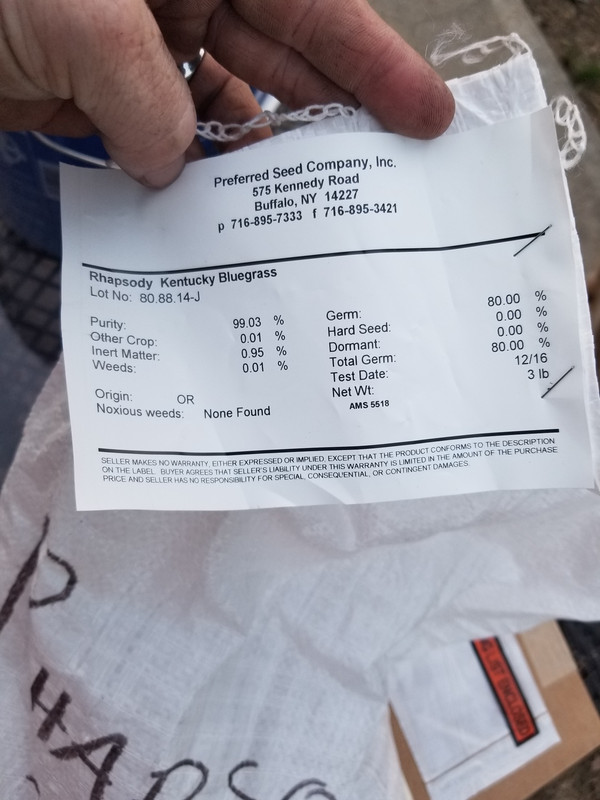 Preferred Seed Company, Inc.
575 Kennedy Road
Buffalo, NY 14227
p 716-895-7333 f 716-895-3421
Rhapsody Kentucky Bluegrass
Lot No: 80.88.14-J
Purity: 99.03 %
Other Crop: 0.01 %
Inert Matter: 0.95 %
Weeds: 0.01 %
Origin: OR
Noxious weeds: None Found
Germ: 80.00 %
Hard Seed: 0.00 %
Dormant: 0.00 %
Total Germ: 80.00 %
Test Date: 12/16
Net Wt: 3 lb
AMS 5518
SELLER MAKES NO WARRANTY, EITHER EXPRESSED OR IMPLIED, EXCEPT THAT THE PRODUCT CONFORMS TO THE DESCRIPTION
ON THE LABEL. BUYER AGREES THAT SELLER'S LIABILITY UNDER THIS WARRANTY IS LIMITED IN THE AMOUNT OF THE PURCHASE
PRICE AND SELLER HAS NO RESPONSIBILITY FOR SPECIAL, CONSEQUENTIAL, OR CONTINGENT DAMAGES.
LIST ENCLOSED
HAPSO